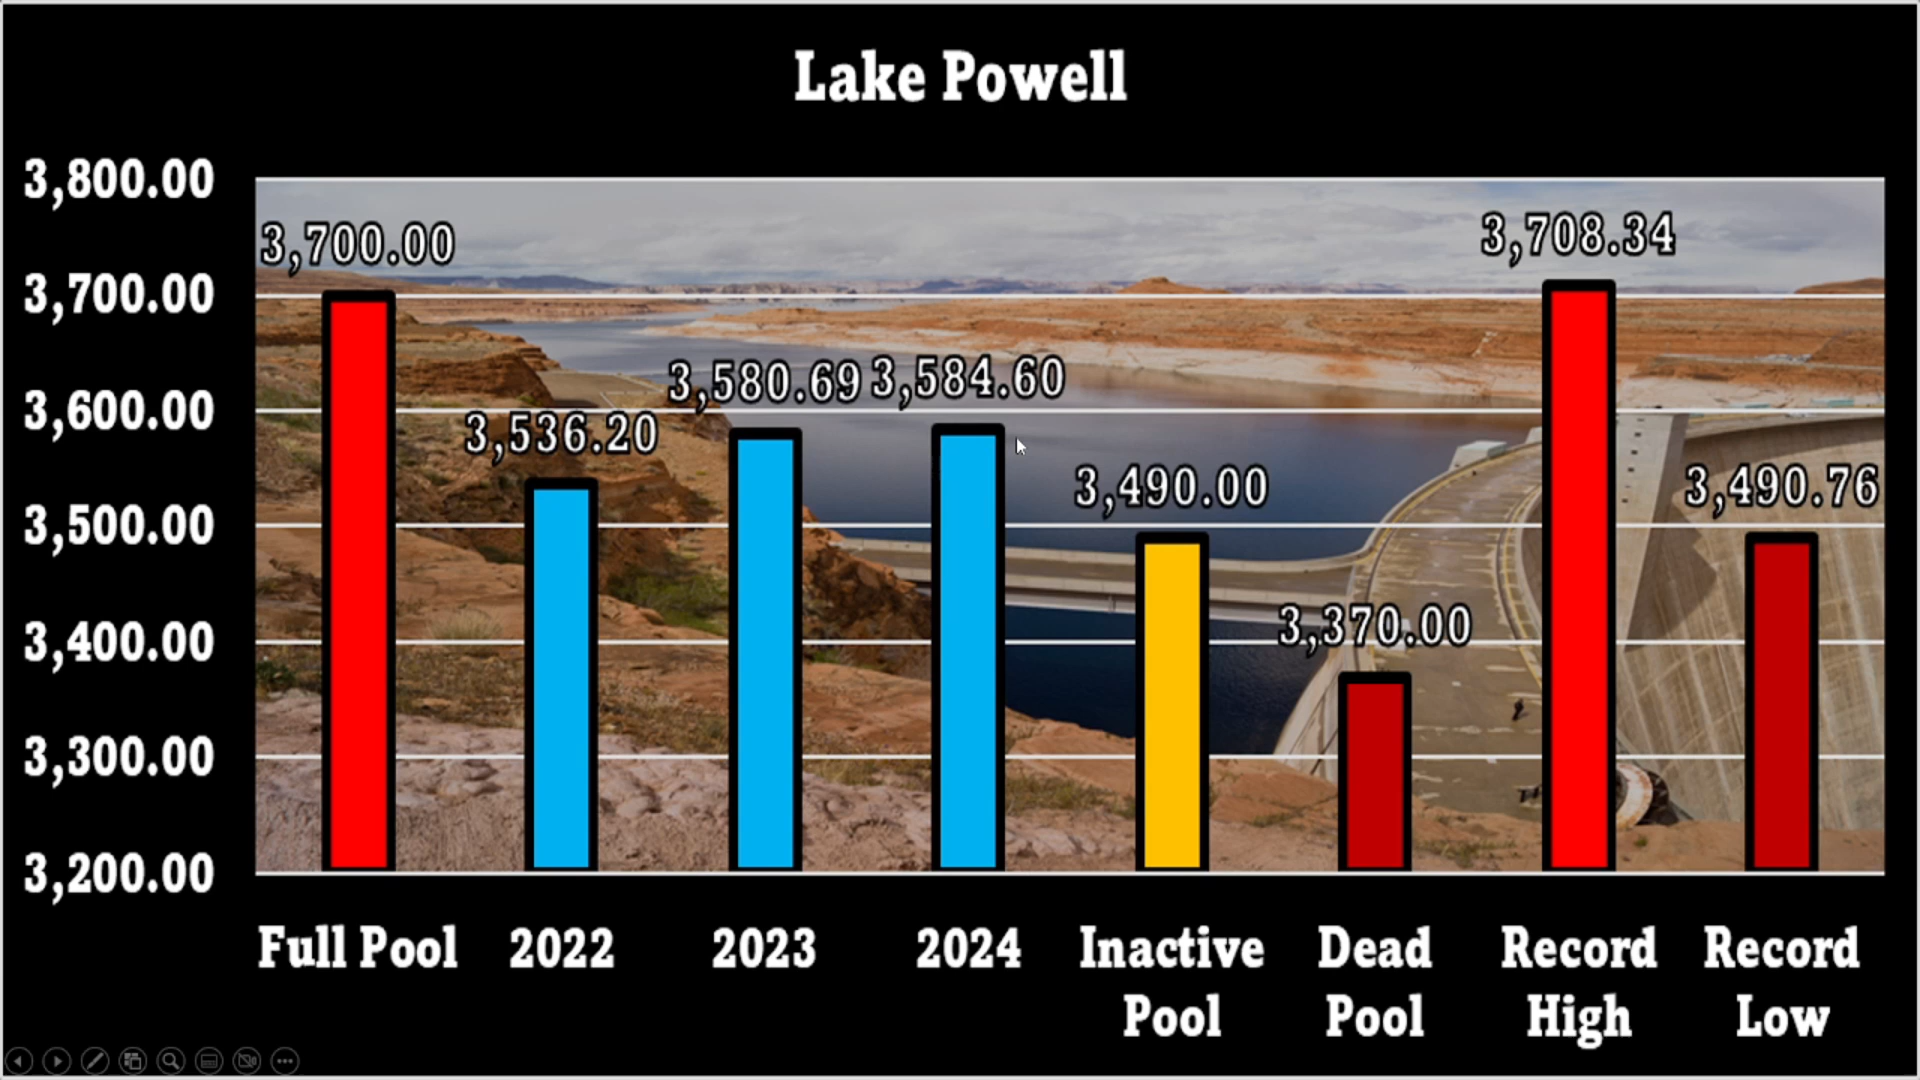 Lake Powell
3,800.00
3,700.00
3,600.00
3,500.00
3,400.00
3,300.00
3,200.00
3,700.00
3,536.20
3,580.69
3,584.60
3,490.00
3,370.00
3,708.34
3,490.76
Full Pool
2022
2023
2024
Inactive
Pool
Dead
Pool
Record
High
Record
Low